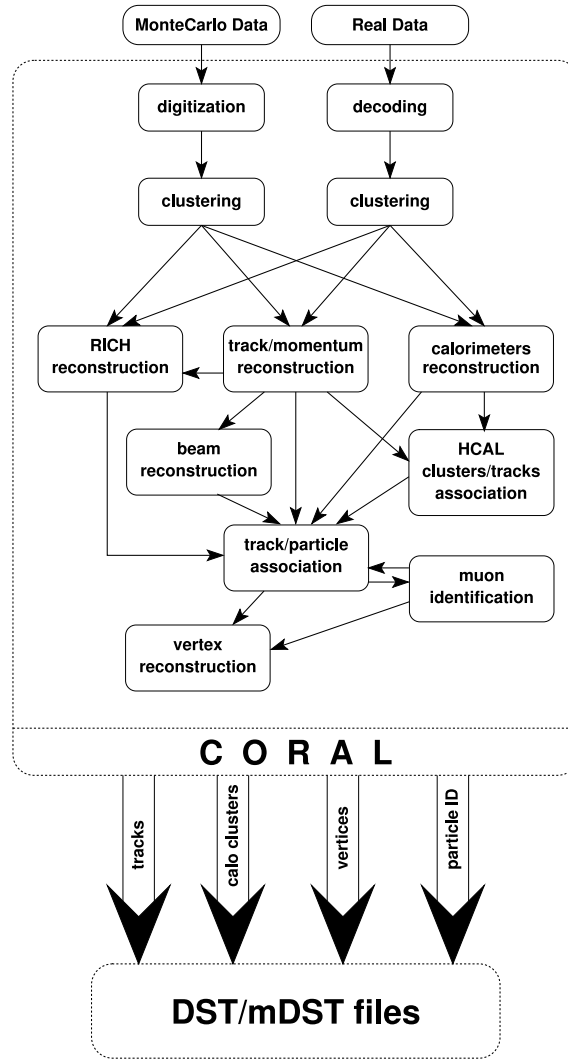 MonteCarlo Data
Real Data
digitization
decoding
clustering
clustering
RICH
reconstruction
track/momentum
reconstruction
calorimeters
reconstruction
beam
reconstruction
HCAL
clusters/tracks
association
track/particle
association
muon
identification
vertex
reconstruction
C O R A L
tracks
calo clusters
vertices
particle ID
DST/mDST files